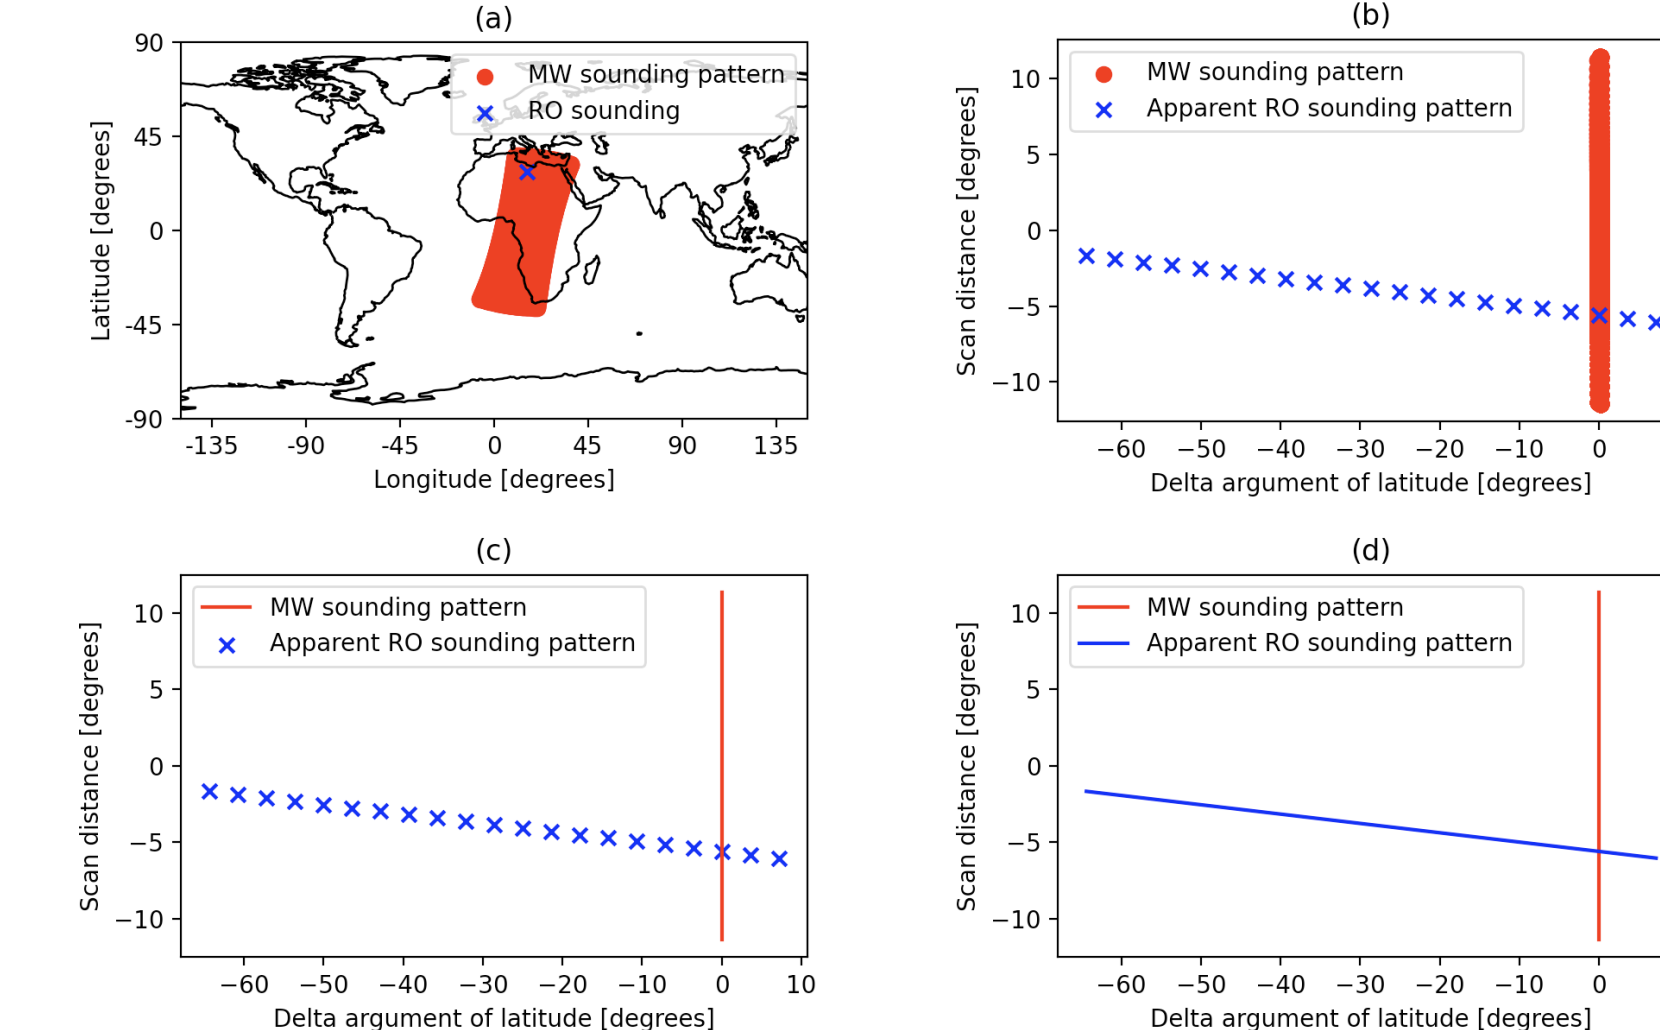 (a)
90
45
0
-45
-90
Latitude [degrees]
MW sounding pattern
RO sounding
-135 -90 -45 0 45 90 135
Longitude [degrees]
(b)
10
5
0
−5
−10
Scan distance [degrees]
MW sounding pattern
Apparent RO sounding pattern
−60 −50 −40 −30 −20 −10 0
Delta argument of latitude [degrees]
(c)
10
5
0
−5
−10
Scan distance [degrees]
MW sounding pattern
Apparent RO sounding pattern
−60 −50 −40 −30 −20 −10 0 10
Delta argument of latitude [degrees]
(d)
10
5
0
−5
−10
Scan distance [degrees]
MW sounding pattern
Apparent RO sounding pattern
−60 −50 −40 −30 −20 −10 0
Delta argument of latitude [degrees]